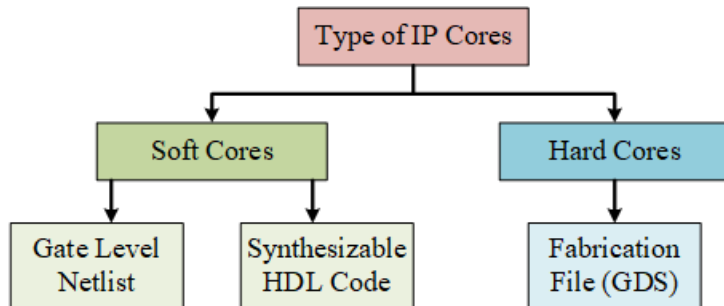 Type of IP Cores
Soft Cores
Hard Cores
Gate Level
Netlist
Synthesizable
HDL Code
Fabrication
File (GDS)